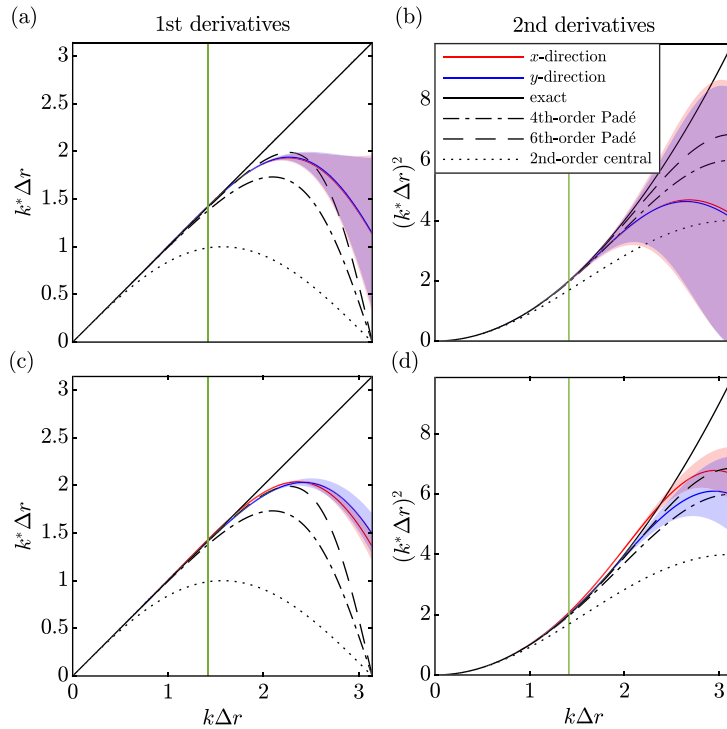 (a)
1st derivatives
3
2
1.5
1
0.5
0
2.5
k*Δr
(b)
2nd derivatives
8
6
4
2
0
(k*Δr)²
x-direction
y-direction
exact
4th-order Padé
6th-order Padé
2nd-order central
(c)
3
2.5
2
1.5
1
0.5
0
k*Δr
0
1
2
3
kΔr
(d)
8
6
4
2
0
(k*Δr)²
0
1
2
3
kΔr